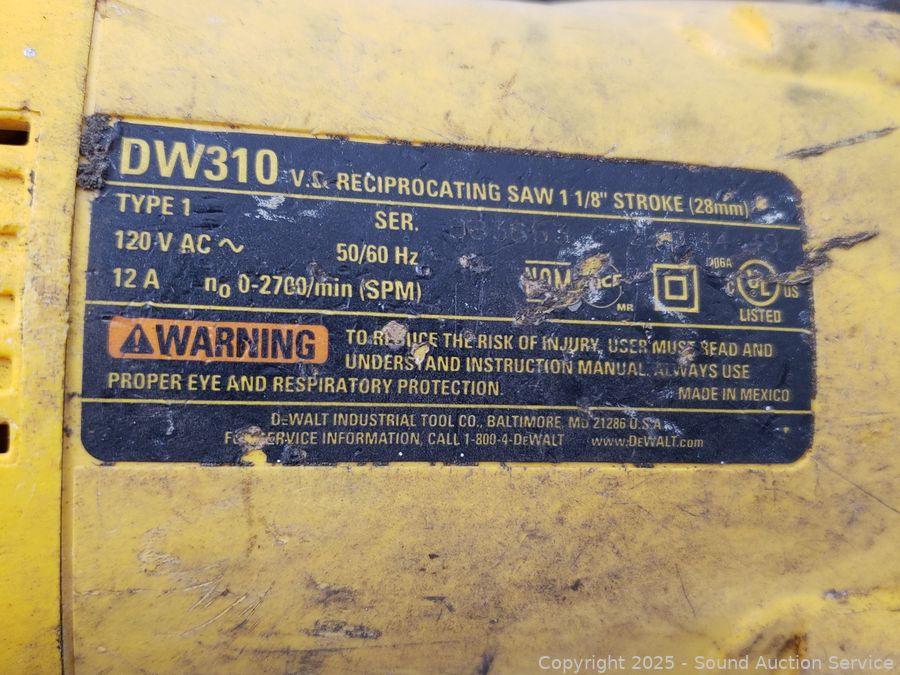 DW310 V.S. RECIPROCATING SAW 1 1/8" STROKE (28mm)
TYPE 1 SER.
120 V AC ~ 50/60 Hz
12 A n0 0-2700/min (SPM)
NOM MR C UL US
LISTED
⚠WARNING TO REDUCE THE RISK OF INJURY, USER MUST READ AND
UNDERSTAND INSTRUCTION MANUAL. ALWAYS USE
PROPER EYE AND RESPIRATORY PROTECTION. MADE IN MEXICO
DEWALT INDUSTRIAL TOOL CO., BALTIMORE, MD 21286 U.S.A
FOR SERVICE INFORMATION, CALL 1-800-4-DEWALT www.DEWALT.com
Copyright 2025 - Sound Auction Service